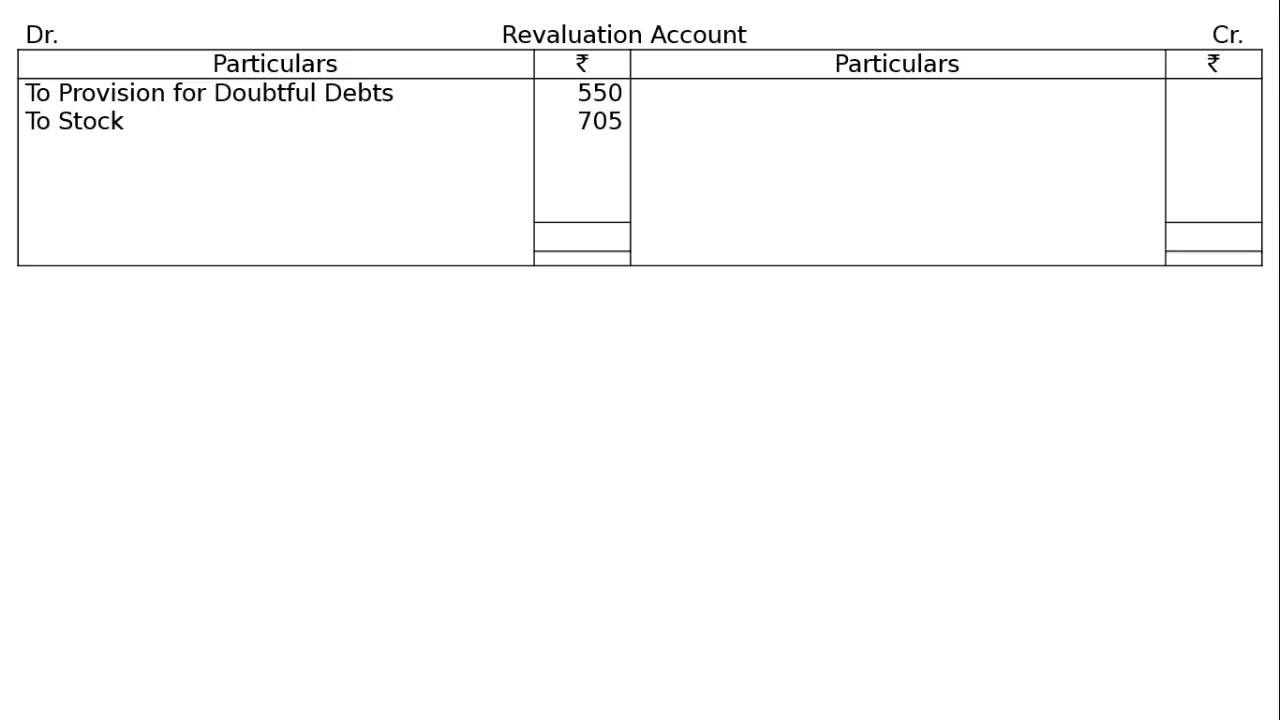 Dr. Revaluation Account Cr.
Particulars ₹ Particulars ₹
To Provision for Doubtful Debts 550
To Stock 705